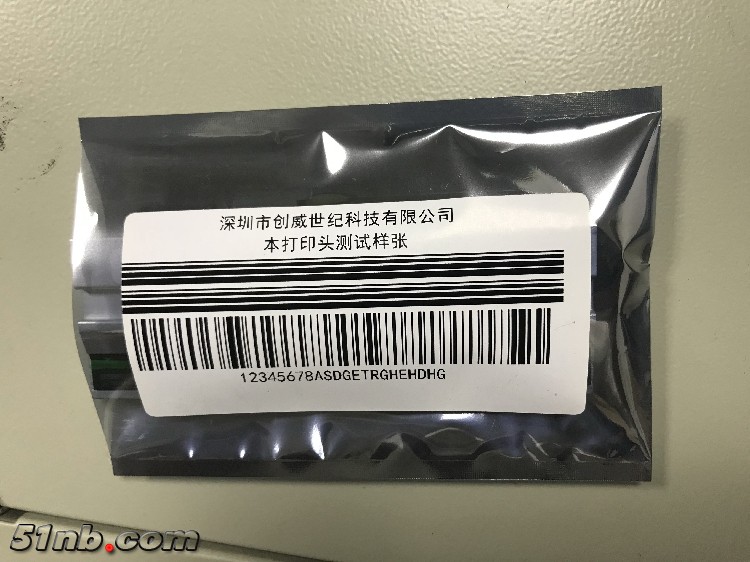 深圳市创威世纪科技有限公司
本打印头测试样张
12345678ASDGETRGHEHDHG
51nb.com